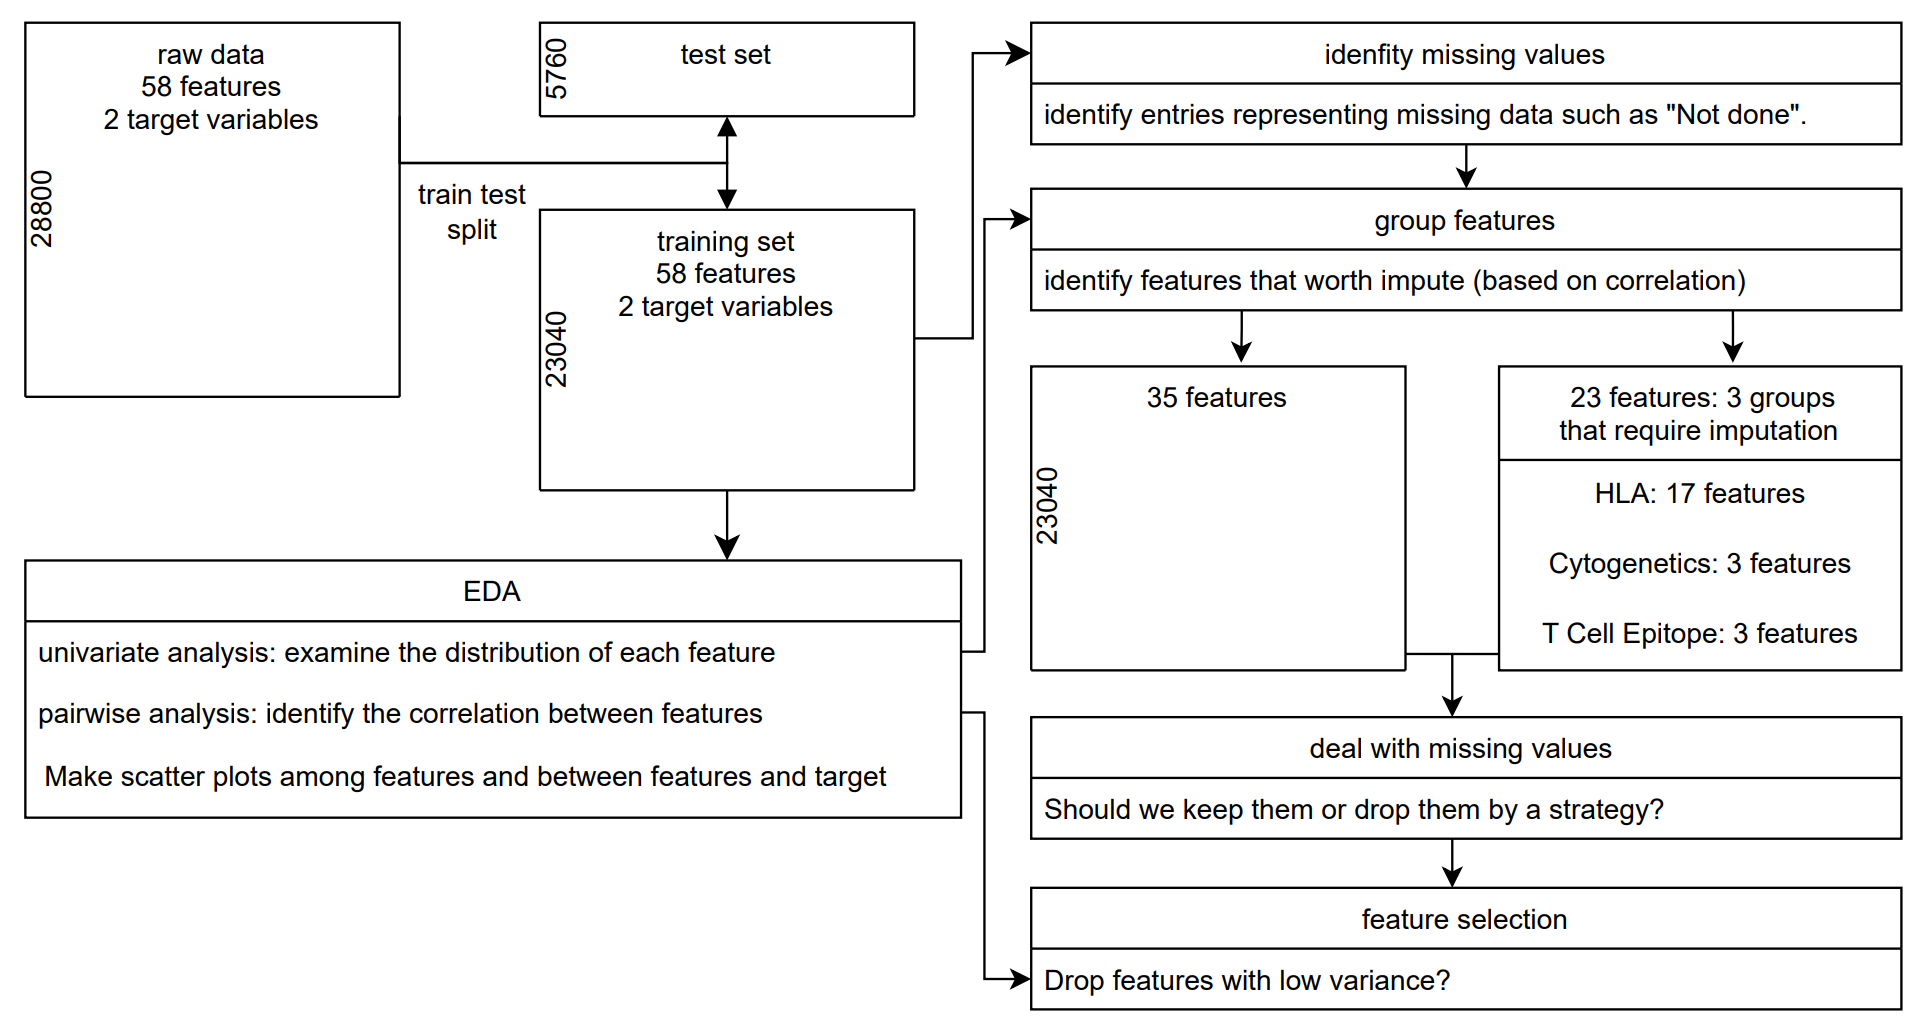 raw data
58 features
2 target variables
28800
train test
split
5760
test set
training set
58 features
2 target variables
23040
EDA
univariate analysis: examine the distribution of each feature
pairwise analysis: identify the correlation between features
Make scatter plots among features and between features and target
idenfity missing values
identify entries representing missing data such as "Not done".
group features
identify features that worth impute (based on correlation)
35 features
23040
23 features: 3 groups
that require imputation
HLA: 17 features
Cytogenetics: 3 features
T Cell Epitope: 3 features
deal with missing values
Should we keep them or drop them by a strategy?
feature selection
Drop features with low variance?